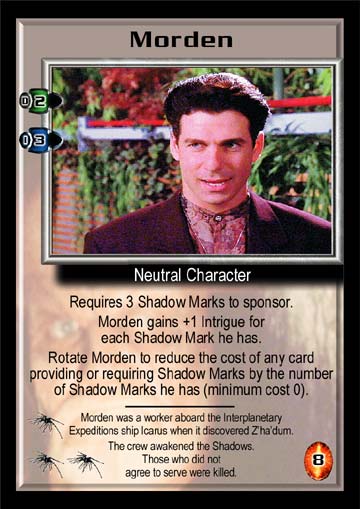 Morden
2
3
Neutral Character
Requires 3 Shadow Marks to sponsor.
Morden gains +1 Intrigue for
each Shadow Mark he has.
Rotate Morden to reduce the cost of any card
providing or requiring Shadow Marks by the number
of Shadow Marks he has (minimum cost 0).
Morden was a worker aboard the Interplanetary
Expeditions ship Icarus when it discovered Z'ha'dum.
The crew awakened the Shadows.
Those who did not
agree to serve were killed.
8